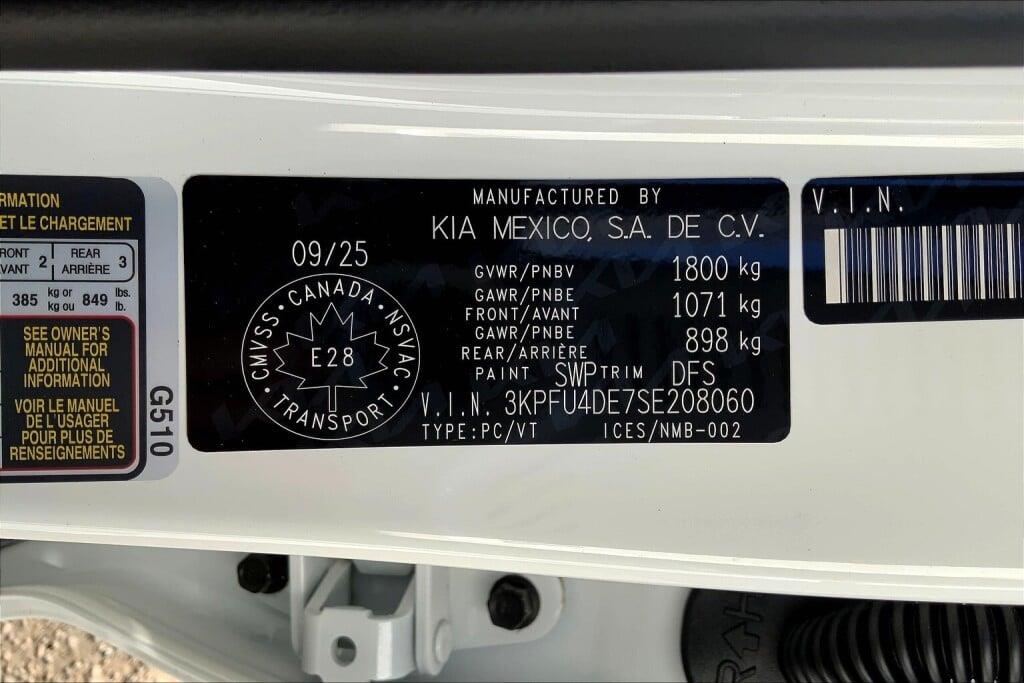 RMATION
ET LE CHARGEMENT
RONT
VANT 2
REAR
ARRIÈRE 3
385 kg or
kg ou 849 lbs.
lb.
SEE OWNER'S
MANUAL FOR
ADDITIONAL
INFORMATION
VOIR LE MANUEL
DE L'USAGER
POUR PLUS DE
RENSEIGNEMENTS
G510
MANUFACTURED BY
KIA MEXICO, S.A. DE C.V.
09/25
CANADA
CMVSS
NSVAC
TRANSPORT
E28
GVWR/PNBV 1800 kg
GAWR/PNBE
FRONT/AVANT 1071 kg
GAWR/PNBE
REAR/ARRIÈRE 898 kg
PAINT SWP TRIM DFS
V.I.N. 3KPFU4DE7SE208060
TYPE:PC/VT ICES/NMB-002
V.I.N.